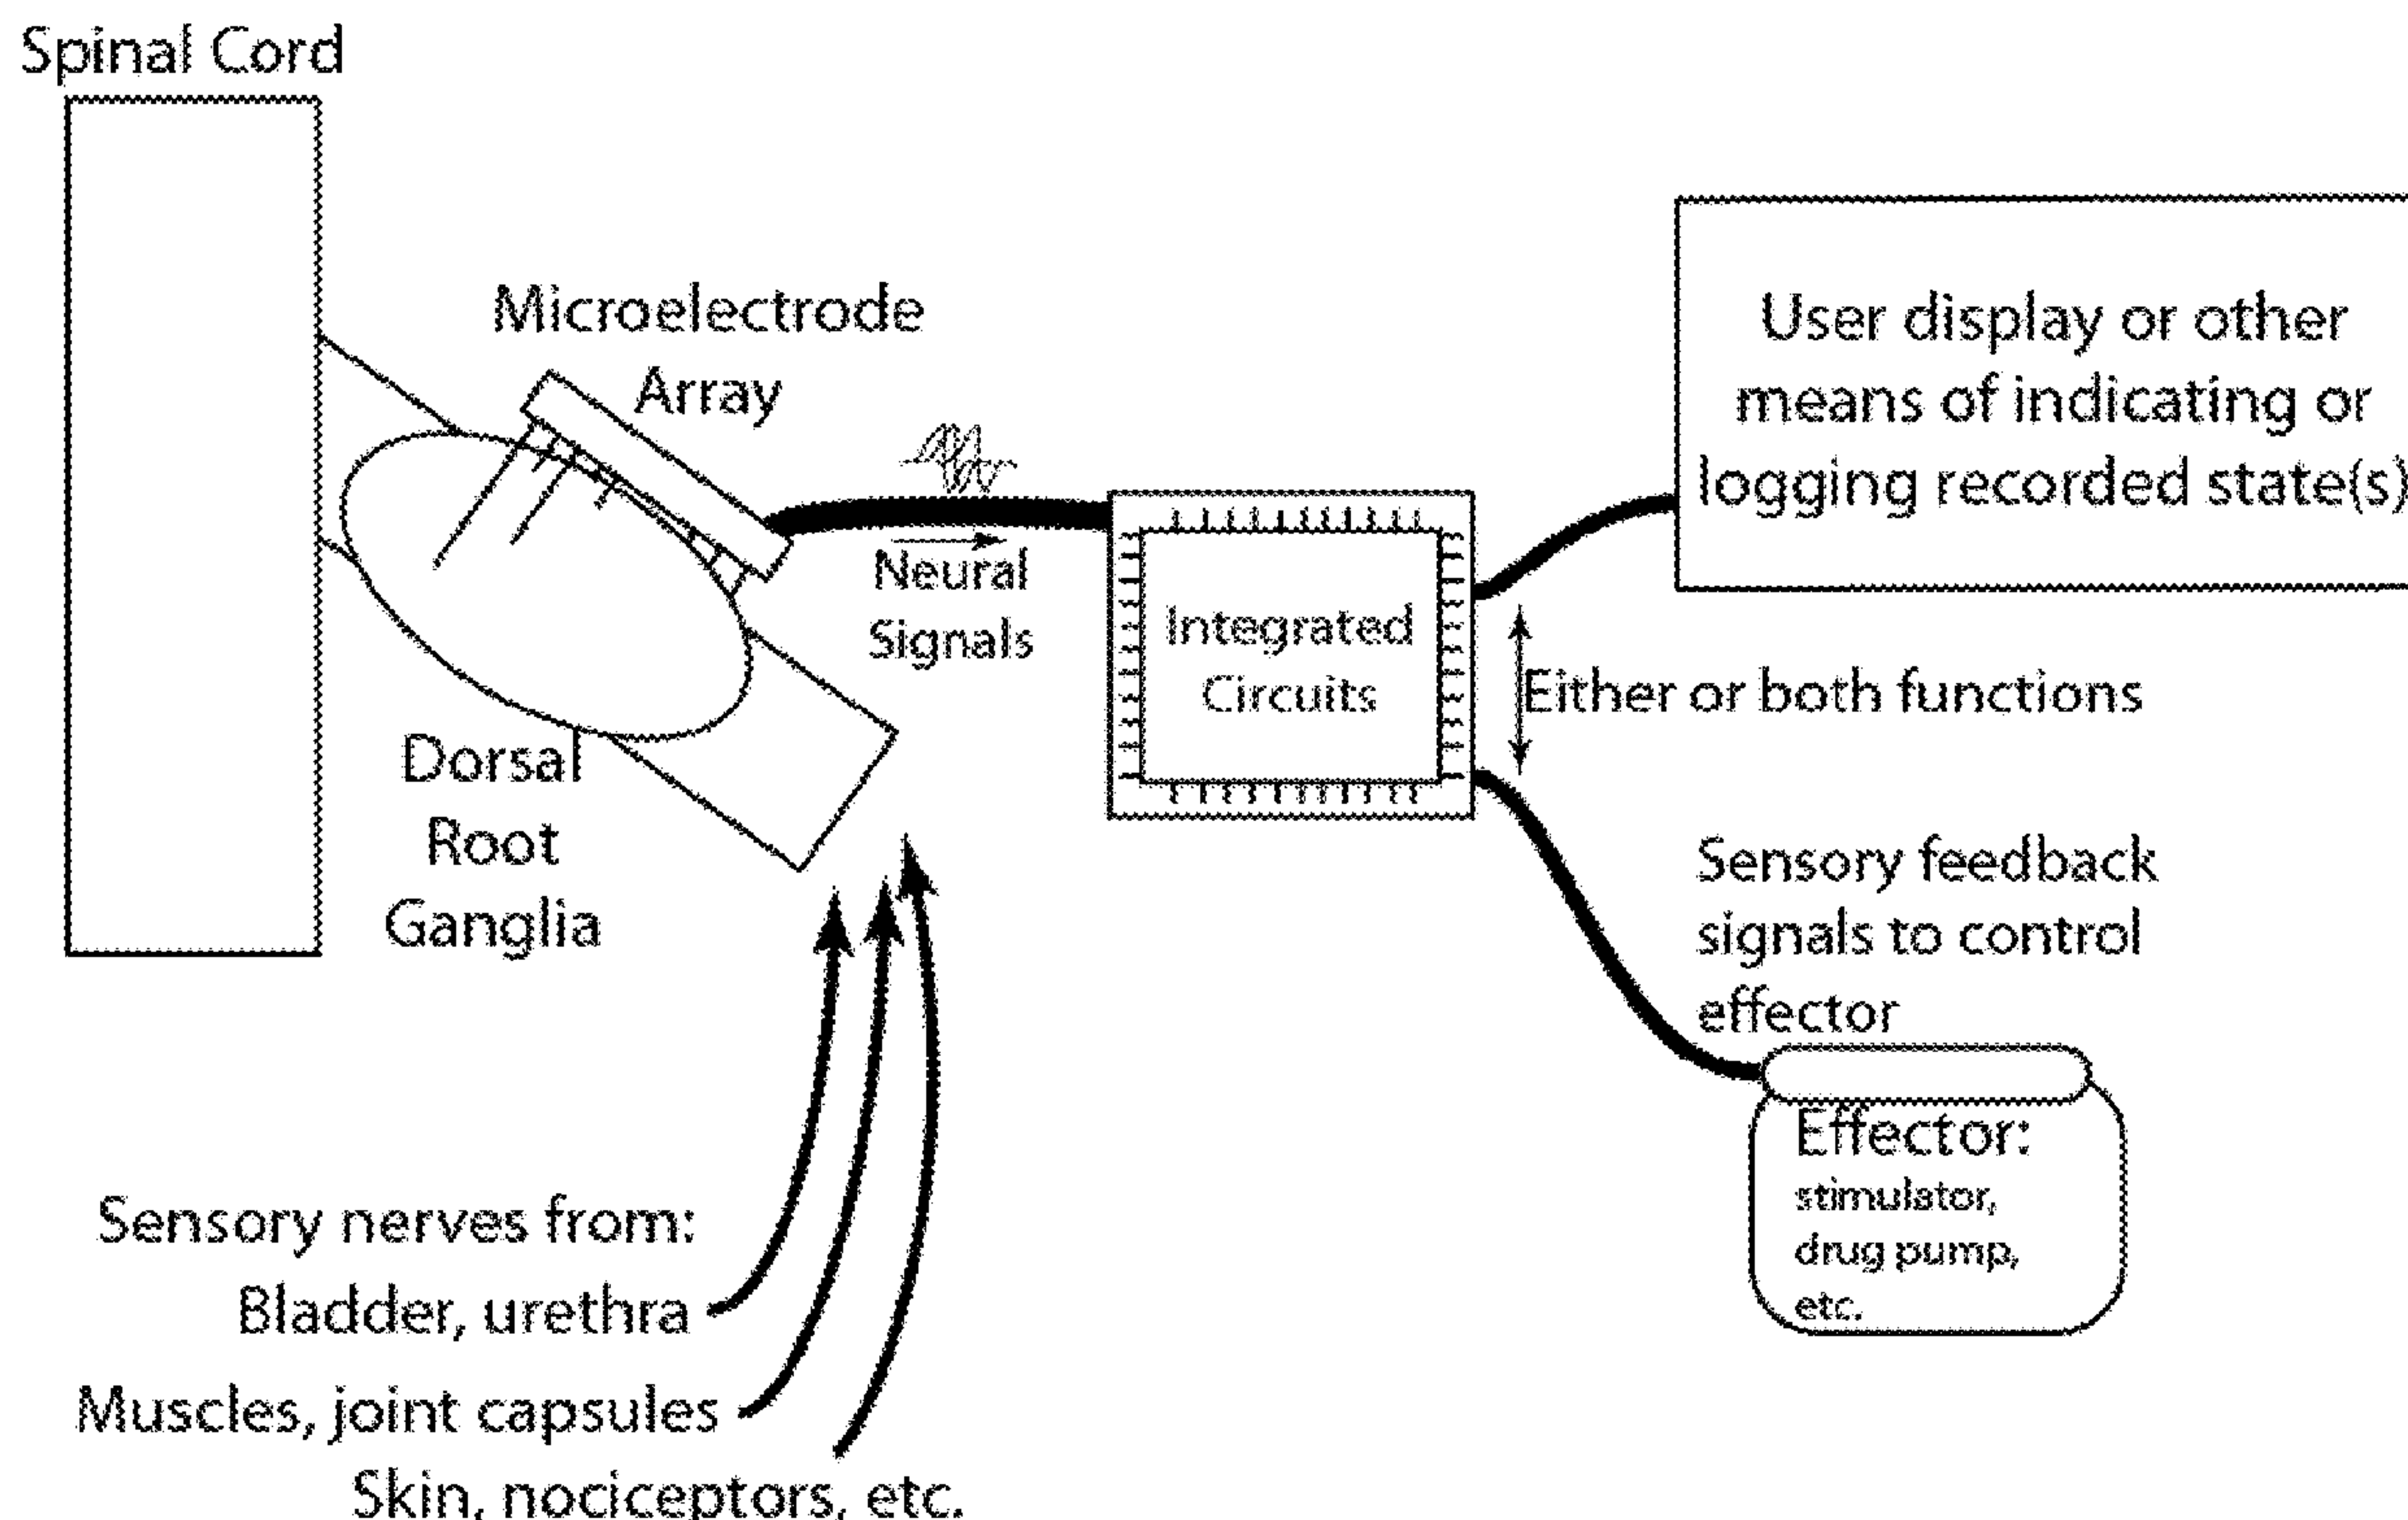 Spinal Cord
Microelectrode
Array
Neural
Signals
Dorsal
Root
Ganglia
Integrated
Circuits
User display or other
means of indicating or
logging recorded state(s)
Either or both functions
Sensory feedback
signals to control
effector
Effector:
stimulator,
drug pump,
etc.
Sensory nerves from:
Bladder, urethra
Muscles, joint capsules
Skin, nociceptors, etc.